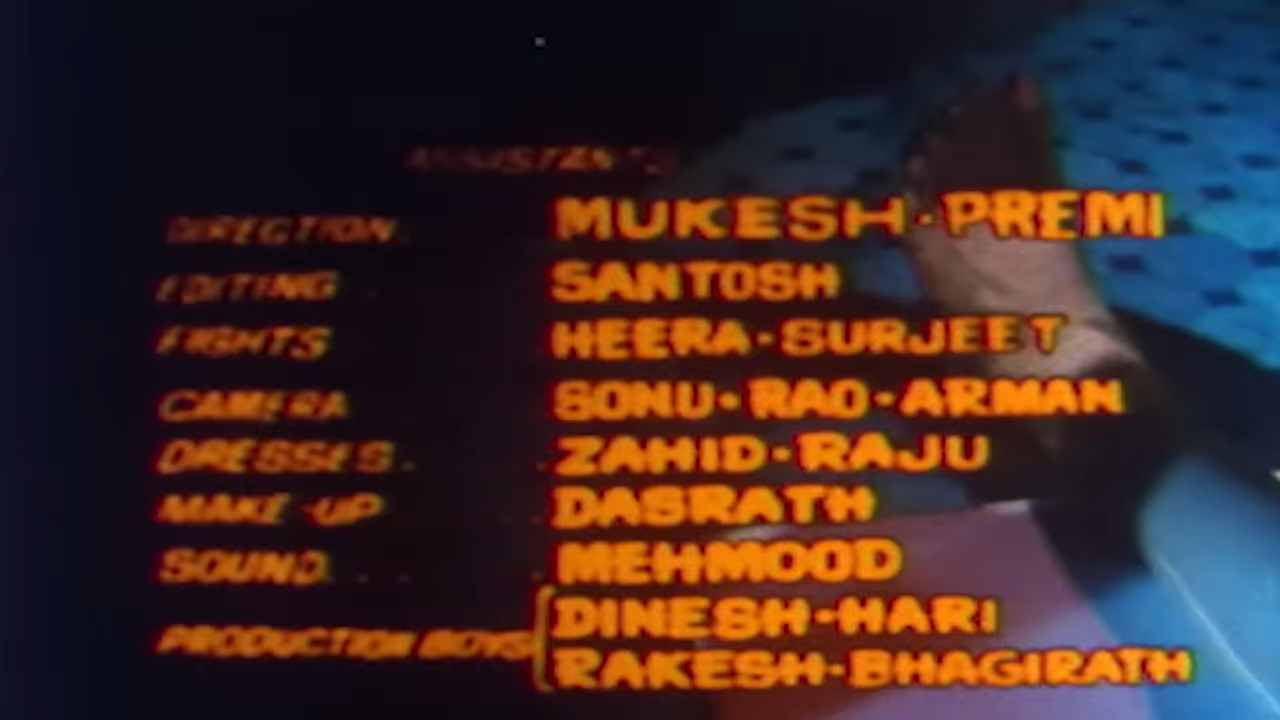 ASSISTANTS
DIRECTION. MUKESH·PREMI
EDITING . SANTOSH
FIGHTS HEERA·SURJEET
CAMERA SONU·RAO·ARMAN
DRESSES. .ZAHID·RAJU
MAKE-UP DASRATH
SOUND. . . .MEHMOOD
PRODUCTION BOYS DINESH-HARI
RAKESH-BHAGIRATH